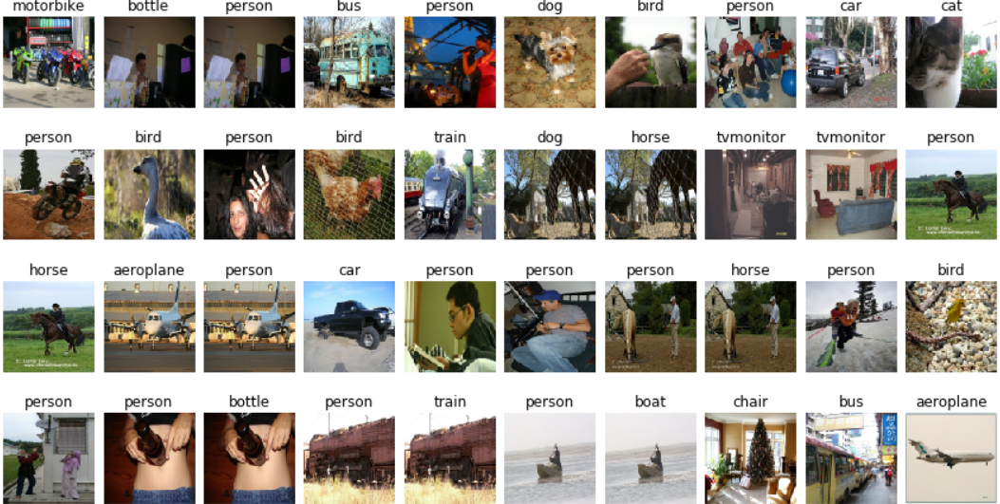 motorbike bottle person bus person dog bird person car cat
person bird person bird train dog horse tvmonitor tvmonitor person
horse aeroplane person car person person person horse person bird
person person bottle person train person boat chair bus aeroplane